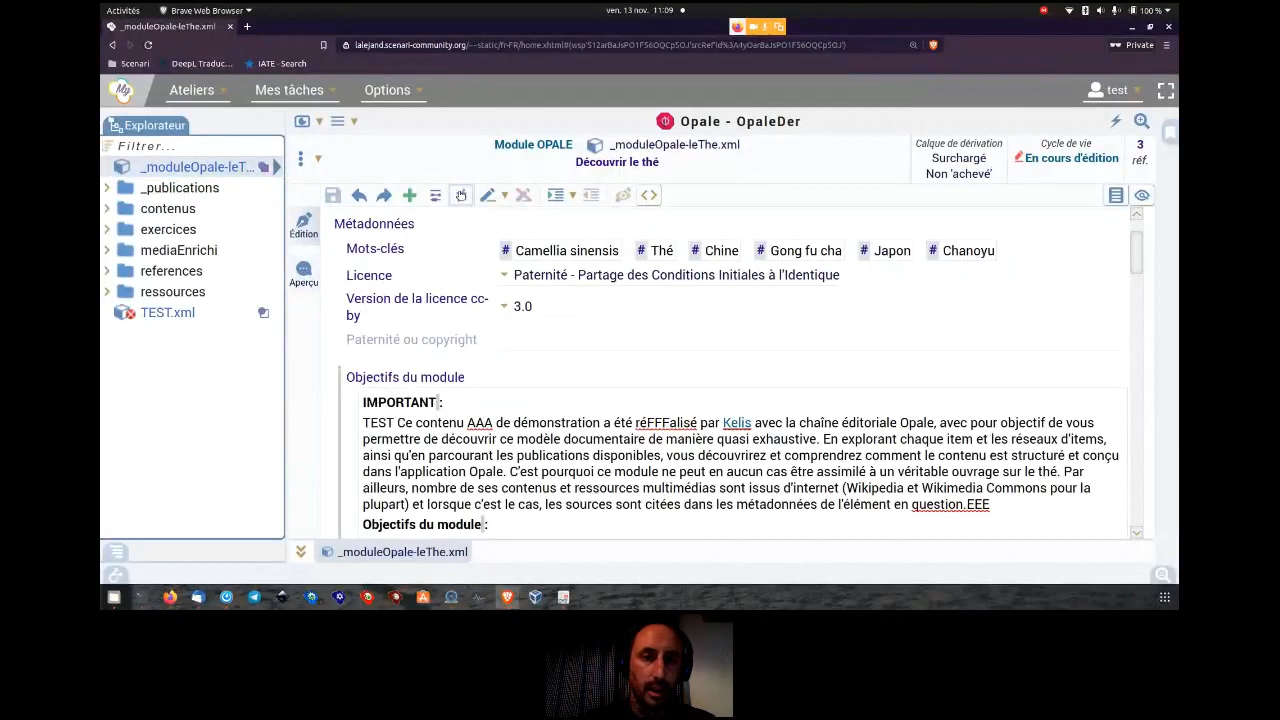 Activités
Brave Web Browser
ven. 13 nov. 11:09
100 %
_moduleOpale-leThe.xml
Private
Scenari
DeepL Traduc...
IATE - Search
Ateliers
Mes tâches
Options
test
Explorateur
Opale - OpaleDer
Filtrer...
Module OPALE
_moduleOpale-leThe.xml
Découvrir le thé
Calque de dérivation
Surchargé
Non 'achevé'
Cycle de vie
En cours d'édition
3
réf.
_moduleOpale-leT...
_publications
contenus
exercices
mediaEnrichi
references
ressources
TEST.xml
Édition
Aperçu
Métadonnées
Mots-clés
# Camellia sinensis
# Thé
# Chine
# Gong fu cha
# Japon
# Chanoyu
Licence
Paternité - Partage des Conditions Initiales à l'Identique
Version de la licence cc-
by
3.0
Paternité ou copyright
Objectifs du module
IMPORTANT :
TEST Ce contenu AAA de démonstration a été réFFFalisé par Kelis avec la chaîne éditoriale Opale, avec pour objectif de vous
permettre de découvrir ce modèle documentaire de manière quasi exhaustive. En explorant chaque item et les réseaux d'items,
ainsi qu'en parcourant les publications disponibles, vous découvrirez et comprendrez comment le contenu est structuré et conçu
dans l'application Opale. C'est pourquoi ce module ne peut en aucun cas être assimilé à un véritable ouvrage sur le thé. Par
ailleurs, nombre de ses contenus et ressources multimédias sont issus d'internet (Wikipedia et Wikimedia Commons pour la
plupart) et lorsque c'est le cas, les sources sont citées dans les métadonnées de l'élément en question.EEE
Objectifs du module :
_moduleOpale-leThe.xml